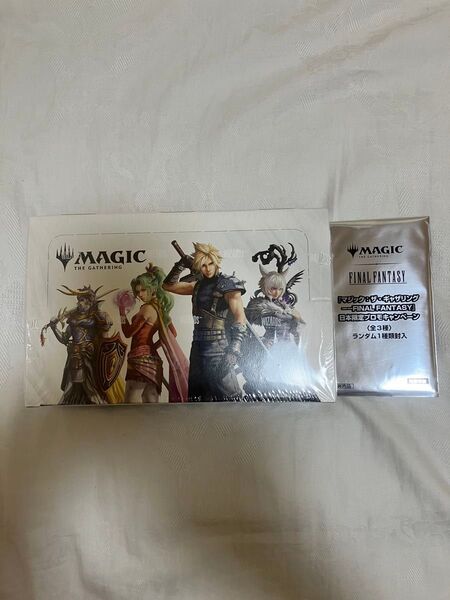 MAGIC
THE GATHERING
MAGIC
FINAL FANTASY
『マジック：ザ・ギャザリング
——FINAL FANTASY』
日本限定プロモキャンペーン
（全3種）
ランダム1種類封入